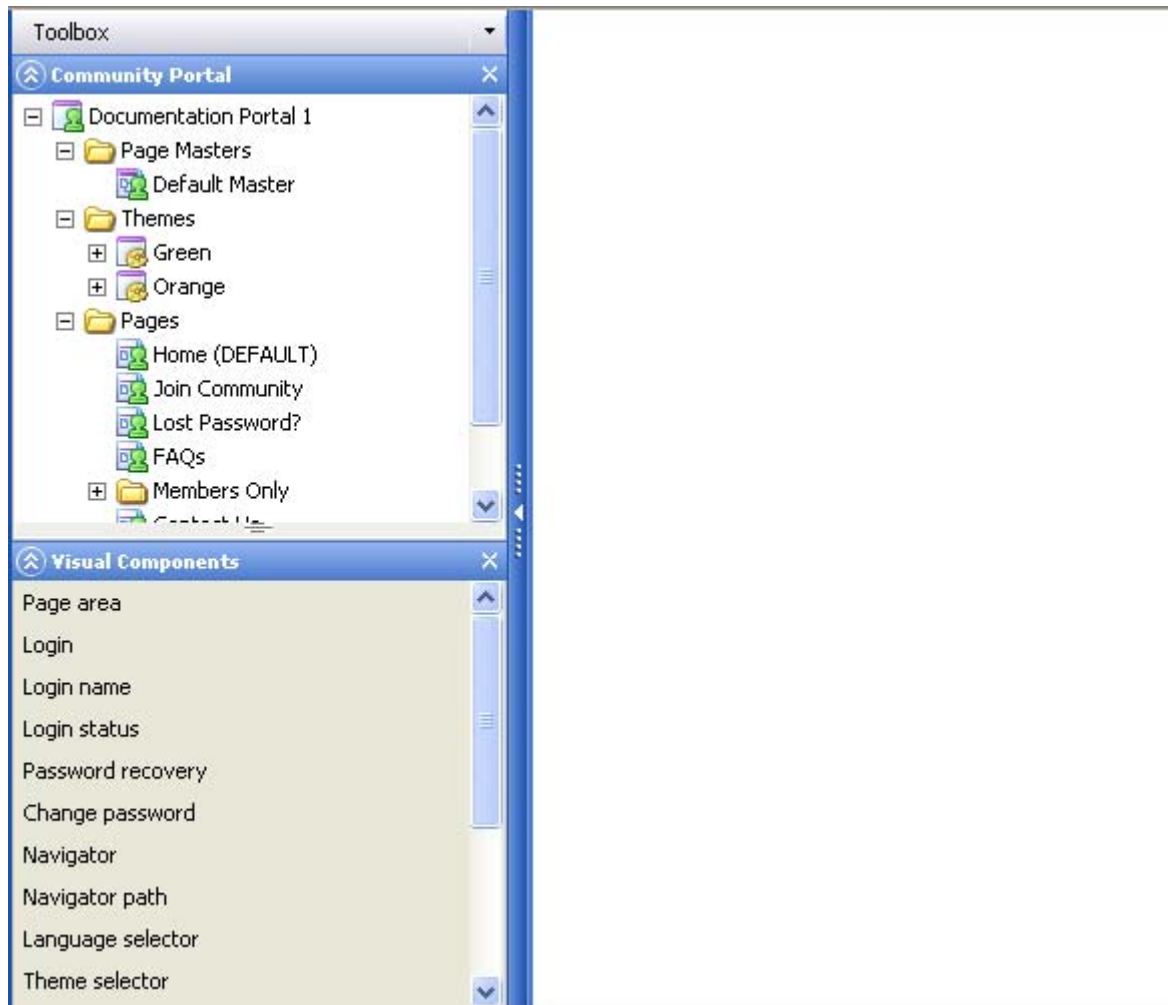 Toolbox
Community Portal
Documentation Portal 1
Page Masters
Default Master
Themes
Green
Orange
Pages
Home (DEFAULT)
Join Community
Lost Password?
FAQs
Members Only
Contact Us
Visual Components
Page area
Login
Login name
Login status
Password recovery
Change password
Navigator
Navigator path
Language selector
Theme selector